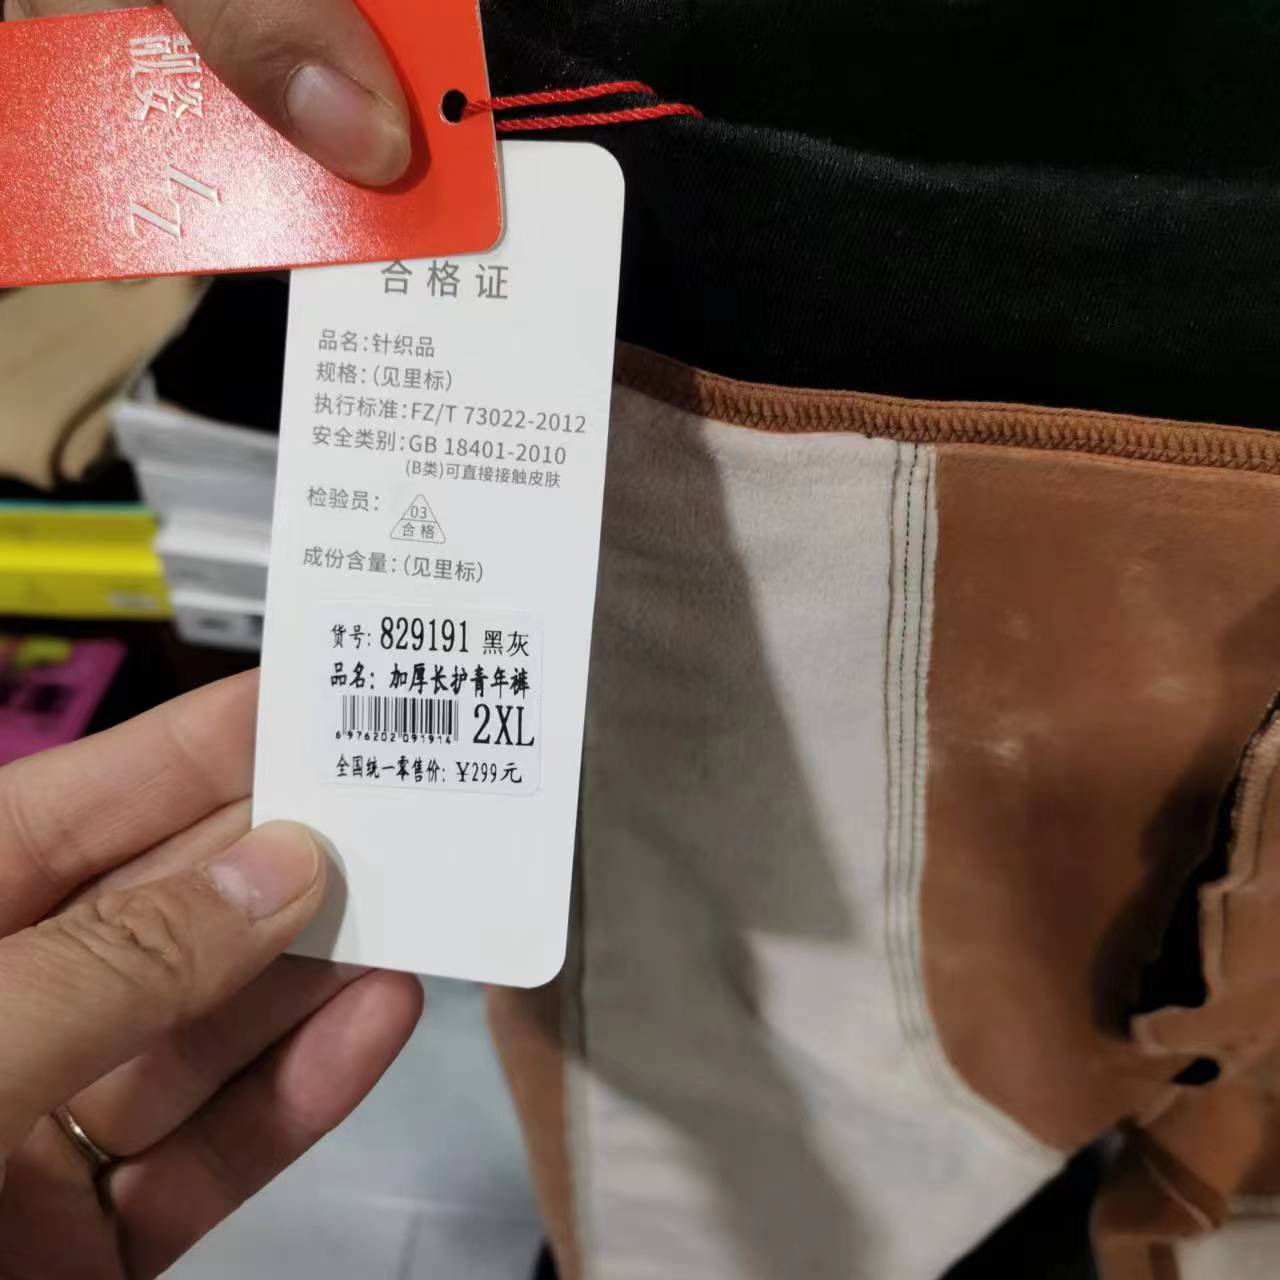 合格证
品名：针织品
规格：（见里标）
执行标准：FZ/T 73022-2012
安全类别：GB 18401-2010
（B类）可直接接触皮肤
检验员：
03
合格
成份含量：（见里标）
货号：829191 黑灰
品名：加厚长护青年裤
6976202091914
2XL
全国统一零售价：￥299元